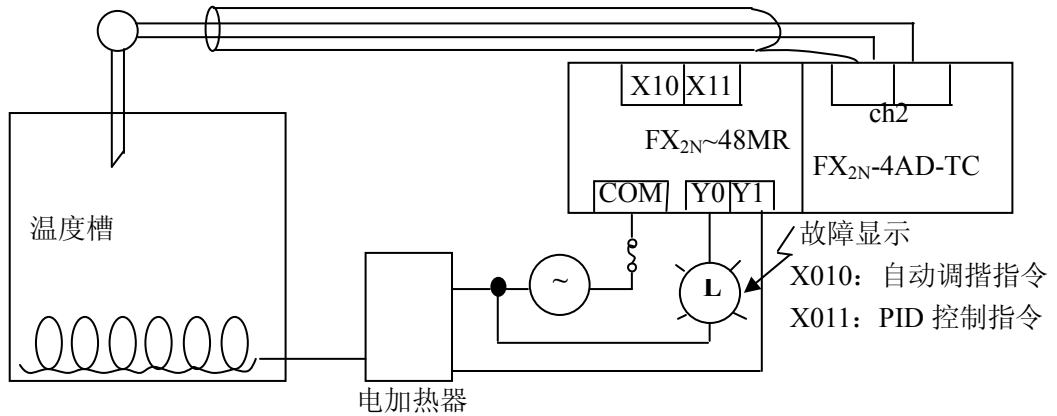 X10 X11
ch2
FX2N~48MR
FX2N-4AD-TC
COM Y0 Y1
温度槽
故障显示
~
L
X010：自动调揩指令
X011：PID 控制指令
电加热器